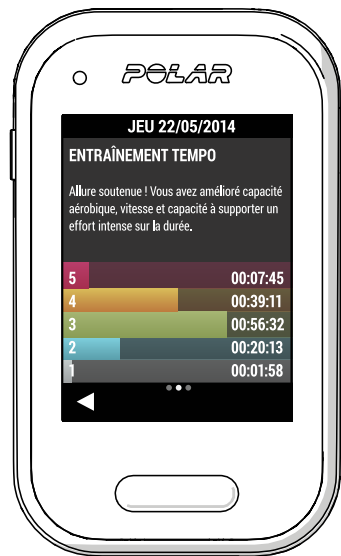 POLAR
JEU 22/05/2014
ENTRAÎNEMENT TEMPO
Allure soutenue ! Vous avez amélioré capacité
aérobique, vitesse et capacité à supporter un
effort intense sur la durée.
5 00:07:45
4 00:39:11
3 00:56:32
2 00:20:13
1 00:01:58